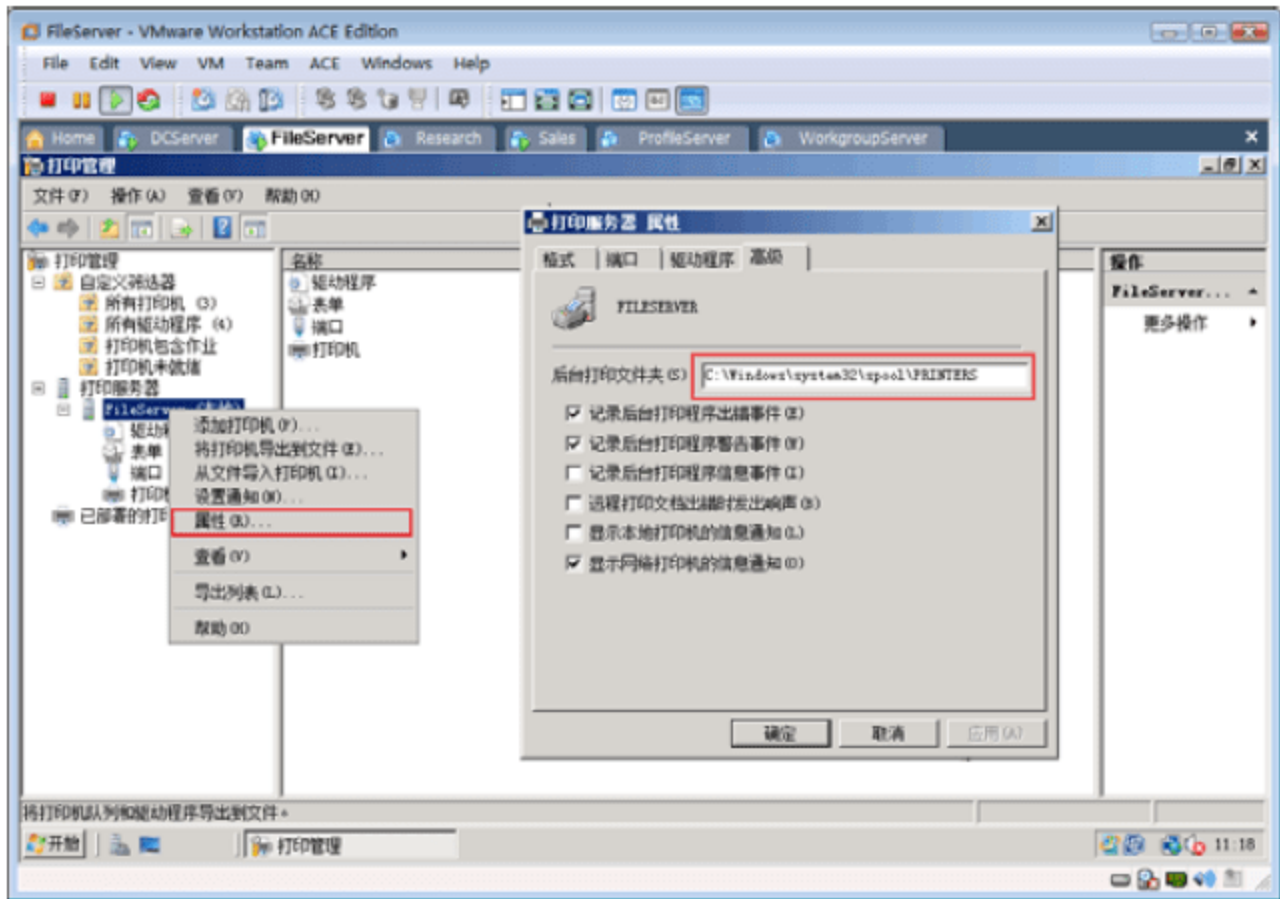 FileServer - VMware Workstation ACE Edition
File Edit View VM Team ACE Windows Help
Home DCServer FileServer Research Sales ProfileServer WorkgroupServer
打印管理
文件(F) 操作(A) 查看(V) 帮助(H)
打印管理
自定义筛选器
所有打印机 (3)
所有驱动程序 (4)
打印机包含作业
打印机未就绪
打印服务器
FileServer (本地)
驱动
表单
端口
打印
已部署的打印
名称
驱动程序
表单
端口
打印机
添加打印机(P)...
将打印机导出到文件(E)...
从文件导入打印机(I)...
设置通知(N)...
属性(R)...
查看(V)
导出列表(L)...
帮助(H)
打印服务器 属性
格式 端口 驱动程序 高级
FILESERVER
后台打印文件夹(S) C:\Windows\system32\spool\PRINTERS
记录后台打印程序出错事件(E)
记录后台打印程序警告事件(W)
记录后台打印程序信息事件(I)
远程打印文档出错时发出响声(B)
显示本地打印机的信息通知(L)
显示网络打印机的信息通知(O)
确定 取消 应用(A)
操作
FileServer...
更多操作
将打印机队列和驱动程序导出到文件。
开始 打印管理 11:18